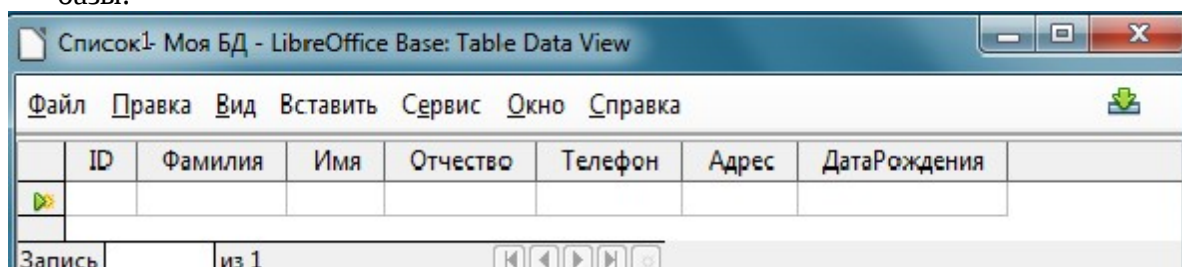 базы.
Список1- Моя БД - LibreOffice Base: Table Data View
Файл Правка Вид Вставить Сервис Окно Справка
ID Фамилия Имя Отчество Телефон Адрес ДатаРождения
Запись из 1